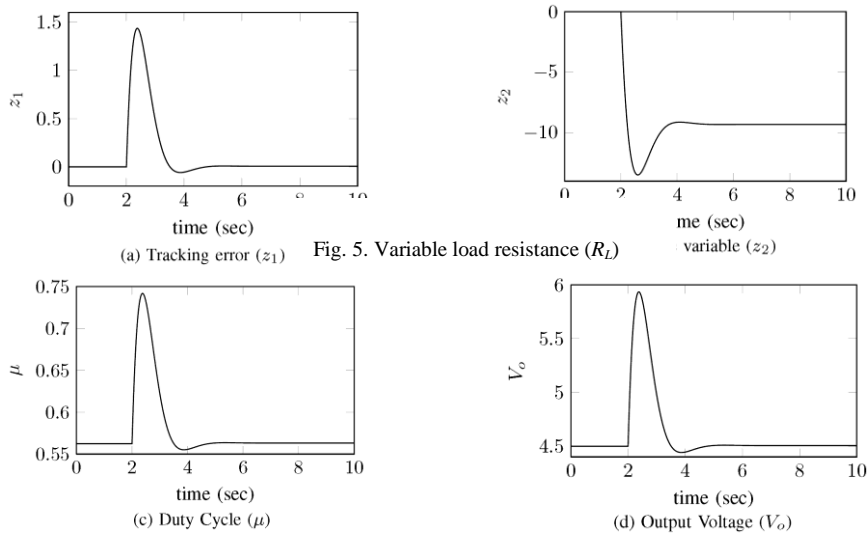 1.5
1
0.5
0
z1
0 2 4 6 8 10
time (sec)
(a) Tracking error (z1)
0
−5
−10
z2
0 2 4 6 8 10
me (sec)
variable (z2)
Fig. 5. Variable load resistance (RL)
0.75
0.7
0.65
0.6
0.55
μ
0 2 4 6 8 10
time (sec)
(c) Duty Cycle (μ)
6
5.5
5
4.5
Vo
0 2 4 6 8 10
time (sec)
(d) Output Voltage (Vo)